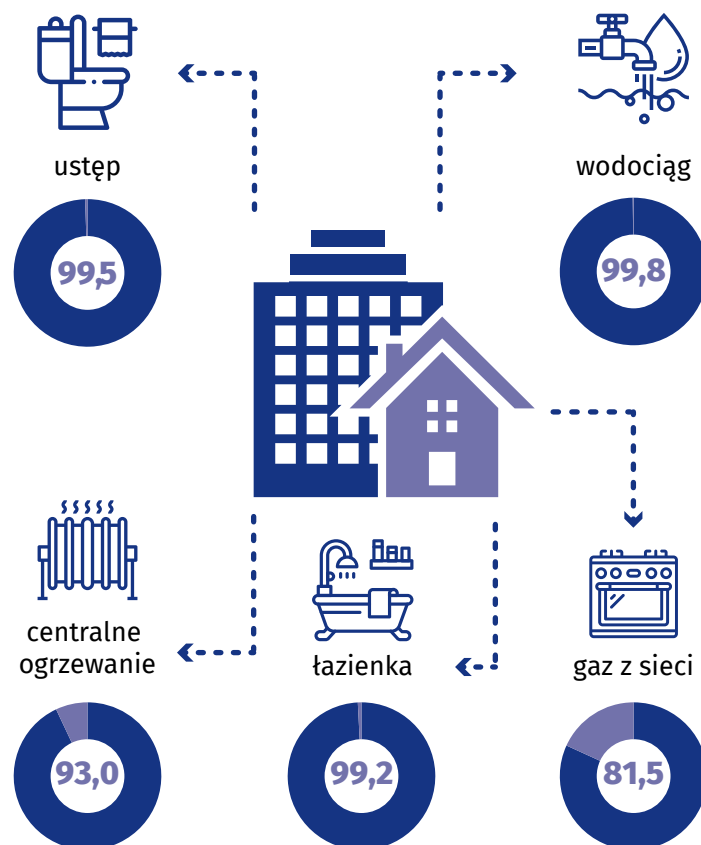 ustęp
99,5
wodociąg
99,8
centralne
ogrzewanie
93,0
łazienka
99,2
gaz z sieci
81,5